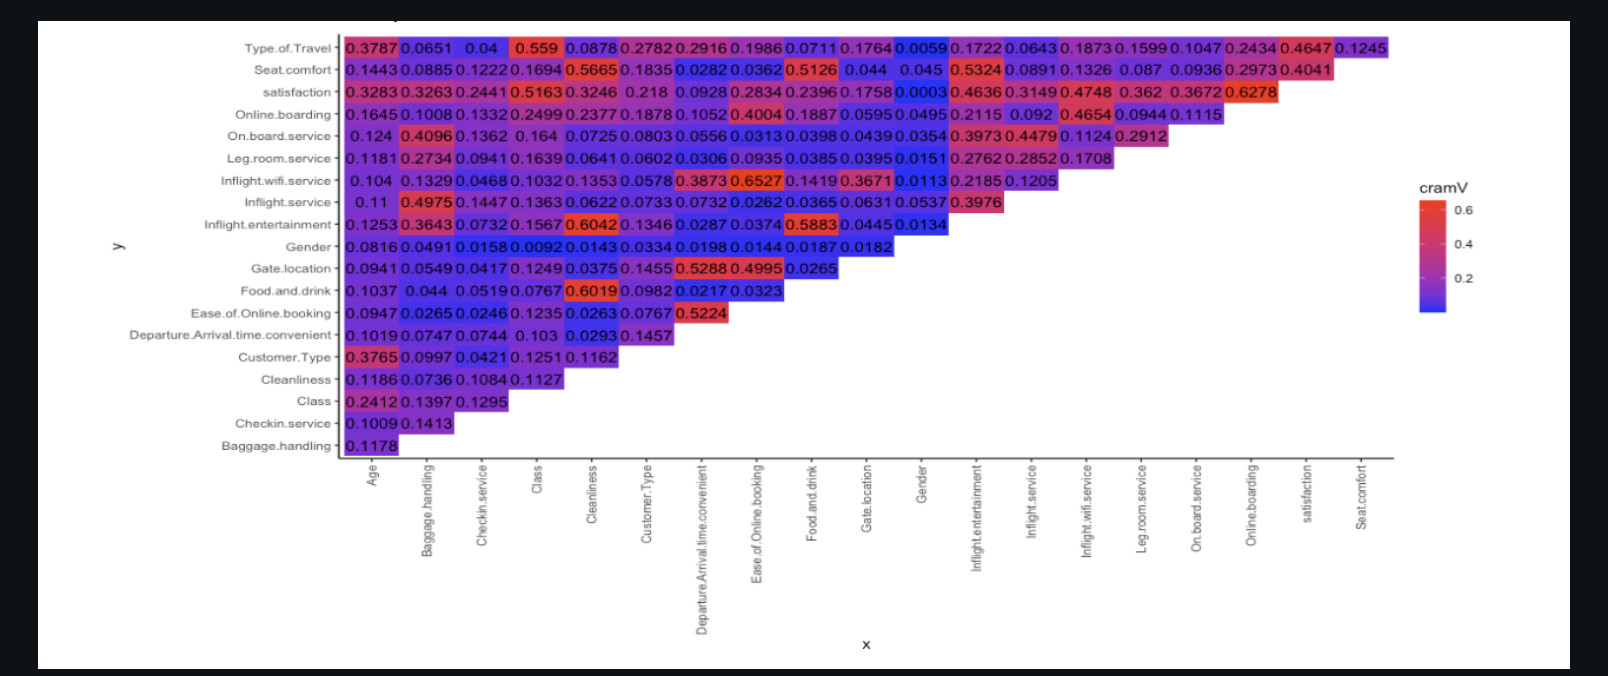 Type.of.Travel 0.3787 0.0651 0.04 0.559 0.0878 0.2782 0.2916 0.1986 0.0711 0.1764 0.0059 0.1722 0.0643 0.1873 0.1599 0.1047 0.2434 0.4647 0.1245
Seat.comfort 0.1443 0.0885 0.1222 0.1694 0.5665 0.1835 0.0282 0.0362 0.5126 0.044 0.045 0.5324 0.0891 0.1326 0.087 0.0936 0.2973 0.4041
satisfaction 0.3283 0.3263 0.2441 0.5163 0.3246 0.218 0.0928 0.2834 0.2396 0.1758 0.0003 0.4636 0.3149 0.4748 0.362 0.3672 0.6278
Online.boarding 0.1645 0.1008 0.1332 0.2499 0.2377 0.1878 0.1052 0.4004 0.1887 0.0595 0.0495 0.2115 0.092 0.4654 0.0944 0.1115
On.board.service 0.124 0.4096 0.1362 0.164 0.0725 0.0803 0.0556 0.0313 0.0398 0.0439 0.0354 0.3973 0.4479 0.1124 0.2912
Leg.room.service 0.1181 0.2734 0.0941 0.1639 0.0641 0.0602 0.0306 0.0935 0.0385 0.0395 0.0151 0.2762 0.2852 0.1708
Inflight.wifi.service 0.104 0.1329 0.0468 0.1032 0.1353 0.0578 0.3873 0.6527 0.1419 0.3671 0.0113 0.2185 0.1205
Inflight.service 0.11 0.4975 0.1447 0.1363 0.0622 0.0733 0.0732 0.0262 0.0365 0.0631 0.0537 0.3976
Inflight.entertainment 0.1253 0.3643 0.0732 0.1567 0.6042 0.1346 0.0287 0.0374 0.5883 0.0445 0.0134
Gender 0.0816 0.0491 0.0158 0.0092 0.0143 0.0334 0.0198 0.0144 0.0187 0.0182
Gate.location 0.0941 0.0549 0.0417 0.1249 0.0375 0.1455 0.5288 0.4995 0.0265
Food.and.drink 0.1037 0.044 0.0519 0.0767 0.6019 0.0982 0.0217 0.0323
Ease.of.Online.booking 0.0947 0.0265 0.0246 0.1235 0.0263 0.0767 0.5224
Departure.Arrival.time.convenient 0.1019 0.0747 0.0744 0.103 0.0293 0.1457
Customer.Type 0.3765 0.0997 0.0421 0.1251 0.1162
Cleanliness 0.1186 0.0736 0.1084 0.1127
Class 0.2412 0.1397 0.1295
Checkin.service 0.1009 0.1413
Baggage.handling 0.1178
y
Age
Baggage.handling
Checkin.service
Class
Cleanliness
Customer.Type
Departure.Arrival.time.convenient
Ease.of.Online.booking
Food.and.drink
Gate.location
Gender
Inflight.entertainment
Inflight.service
Inflight.wifi.service
Leg.room.service
On.board.service
Online.boarding
satisfaction
Seat.comfort
x
cramV
0.6
0.4
0.2